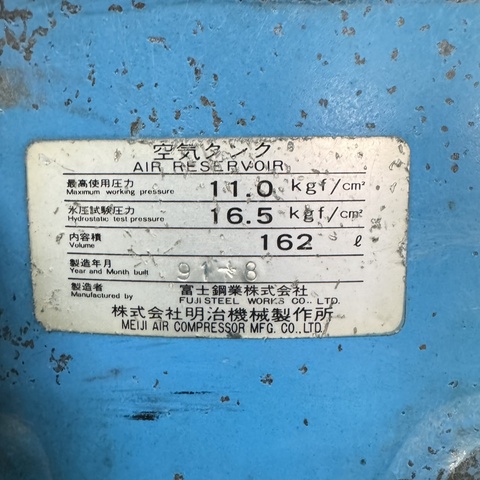 空気タンク
AIR RESERVOIR
最高使用圧力 11.0 kgf/cm²
Maximum working pressure
水圧試験圧力 16.5 kgf/cm²
Hydrostatic test pressure
内容積 162 ℓ
Volume
製造年月 91-8
Year and Month built
製造者 富士鋼業株式会社
Manufactured by FUJI STEEL WORKS CO., LTD.
株式会社 明治機械製作所
MEIJI AIR COMPRESSOR MFG. CO., LTD.